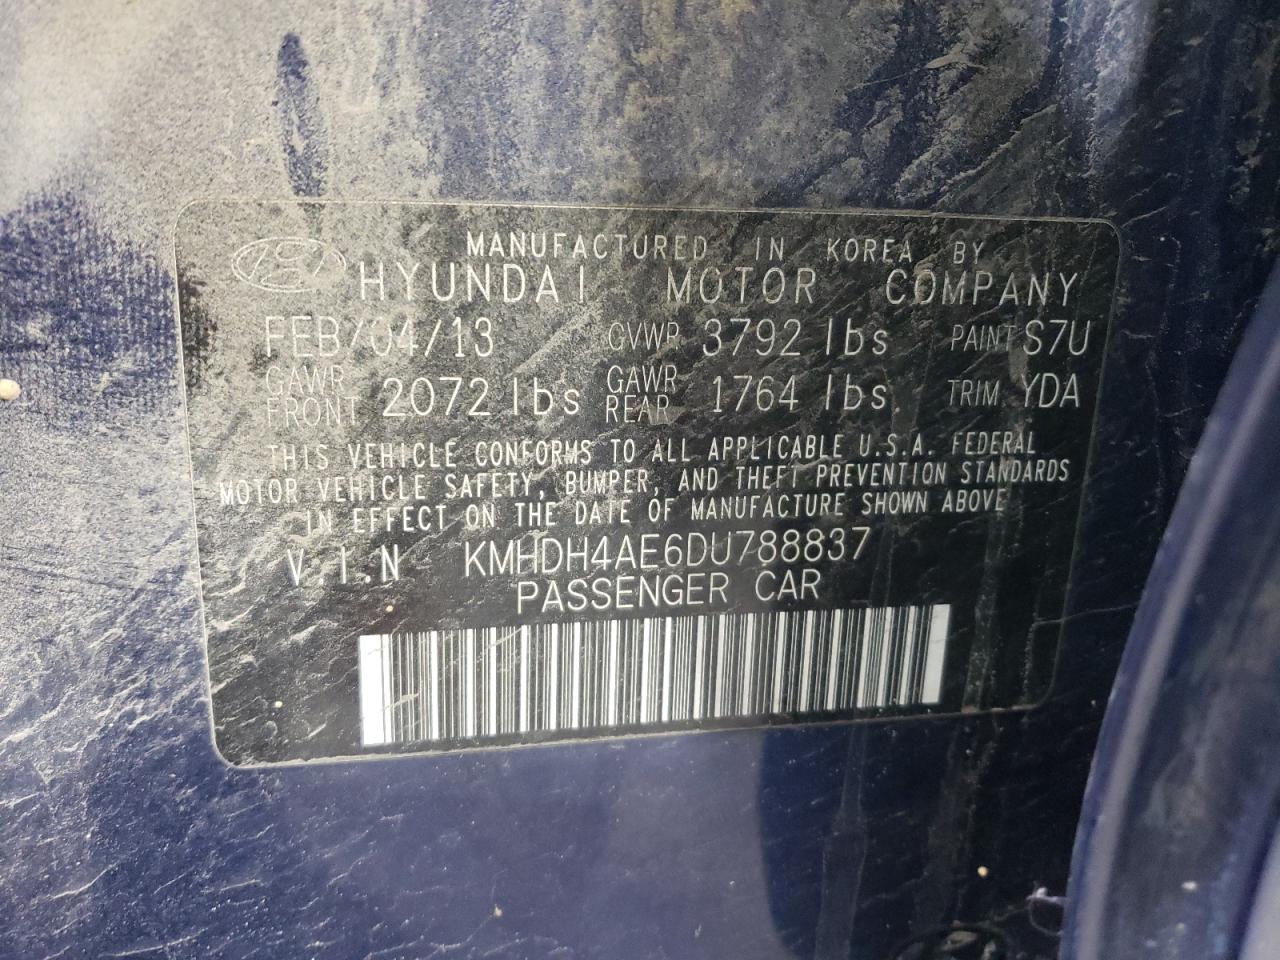 MANUFACTURED IN KOREA BY
HYUNDAI MOTOR COMPANY
FEB/04/13 GVWR 3792 lbs PAINT S7U
GAWR FRONT 2072 lbs GAWR REAR 1764 lbs TRIM YDA
THIS VEHICLE CONFORMS TO ALL APPLICABLE U.S.A. FEDERAL
MOTOR VEHICLE SAFETY, BUMPER, AND THEFT PREVENTION STANDARDS
IN EFFECT ON THE DATE OF MANUFACTURE SHOWN ABOVE
V.I.N KMHDH4AE6DU788837
PASSENGER CAR